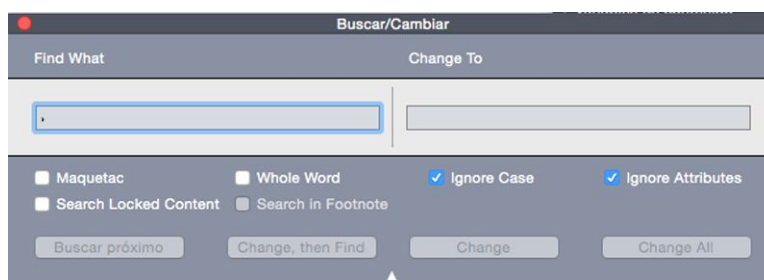 Buscar/Cambiar
Find What Change To
Maquetac Whole Word Ignore Case Ignore Attributes
Search Locked Content Search in Footnote
Buscar próximo Change, then Find Change Change All